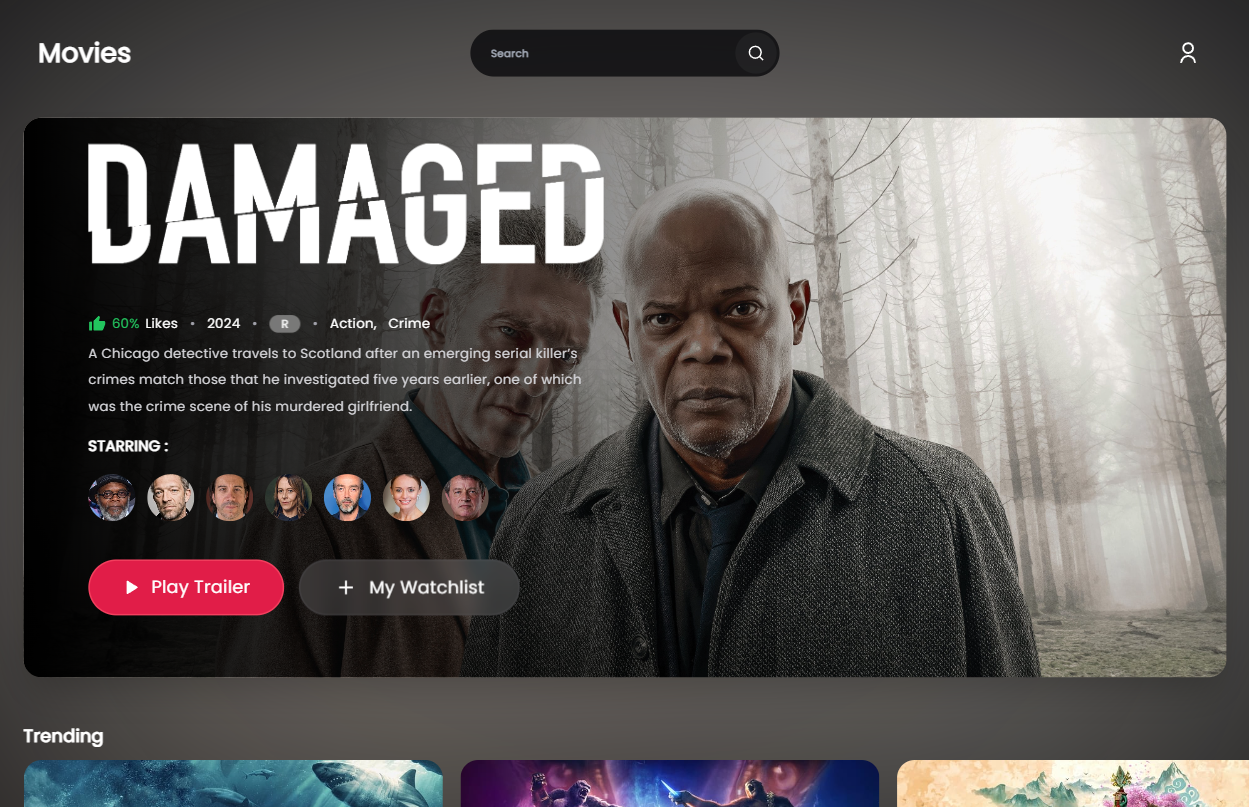 Movies
Search
DAMAGED
60% Likes • 2024 • R • Action, Crime
A Chicago detective travels to Scotland after an emerging serial killer's
crimes match those that he investigated five years earlier, one of which
was the crime scene of his murdered girlfriend.
STARRING :
Play Trailer
My Watchlist
Trending